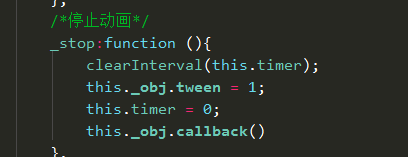 };
/*停止动画*/
_stop:function (){
clearInterval(this.timer);
this._obj.tween = 1;
this.timer = 0;
this._obj.callback()
},